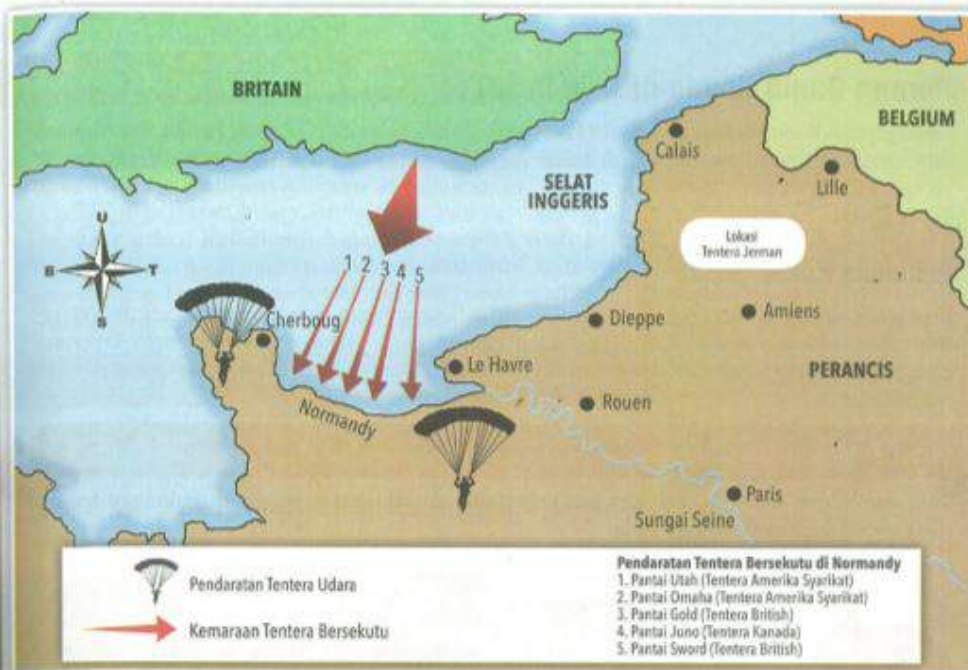 BRITAIN
BELGIUM
Calais
SELAT
INGGERIS
Lille
Lokasi
Tentera Jerman
U
B
T
S
1
2
3
4
5
Cherboug
Dieppe
Amiens
Le Havre
PERANCIS
Normandy
Rouen
Paris
Sungai Seine
Pendaratan Tentera Udara
Kemaraan Tentera Bersekutu
Pendaratan Tentera Bersekutu di Normandy
1. Pantai Utah (Tentera Amerika Syarikat)
2. Pantai Omaha (Tentera Amerika Syarikat)
3. Pantai Gold (Tentera British)
4. Pantai Juno (Tentera Kanada)
5. Pantai Sword (Tentera British)